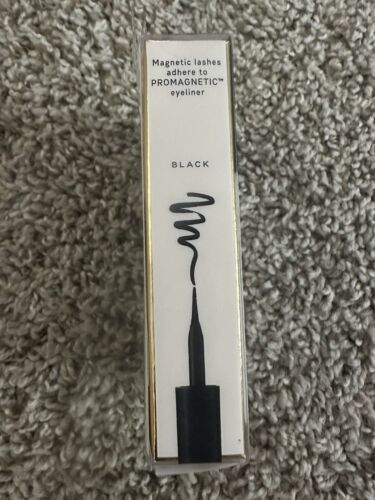 Magnetic lashes
adhere to
PROMAGNETIC™
eyeliner
BLACK